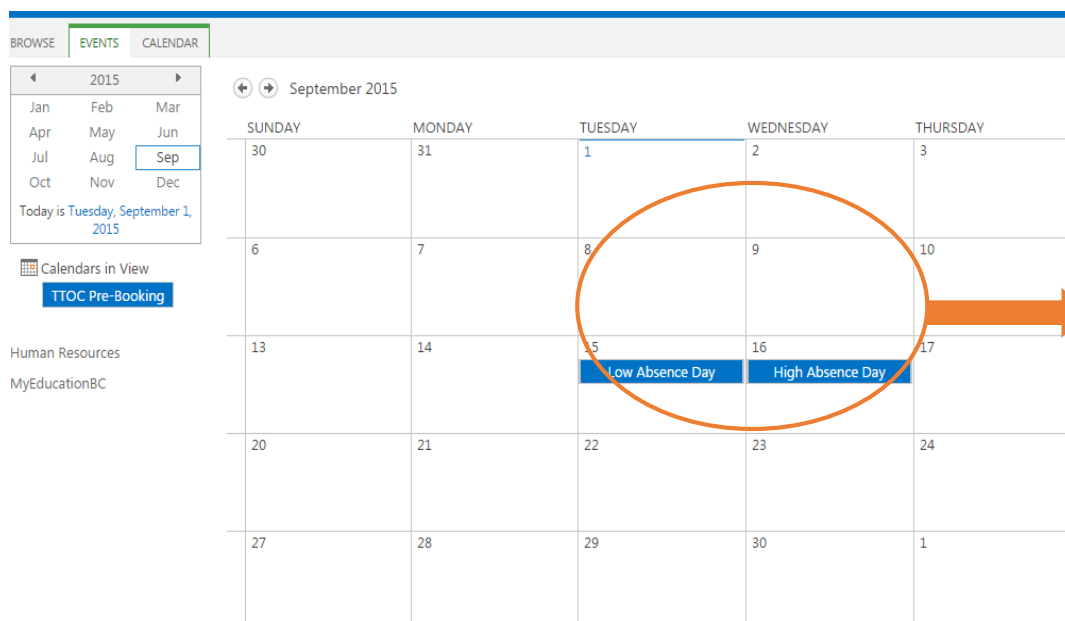 BROWSE EVENTS CALENDAR
2015
Jan Feb Mar
Apr May Jun
Jul Aug Sep
Oct Nov Dec
Today is Tuesday, September 1,
2015
Calendars in View
TTOC Pre-Booking
Human Resources
MyEducationBC
September 2015
SUNDAY MONDAY TUESDAY WEDNESDAY THURSDAY
30 31 1 2 3
6 7 8 9 10
13 14 15 16 17
Low Absence Day High Absence Day
20 21 22 23 24
27 28 29 30 1